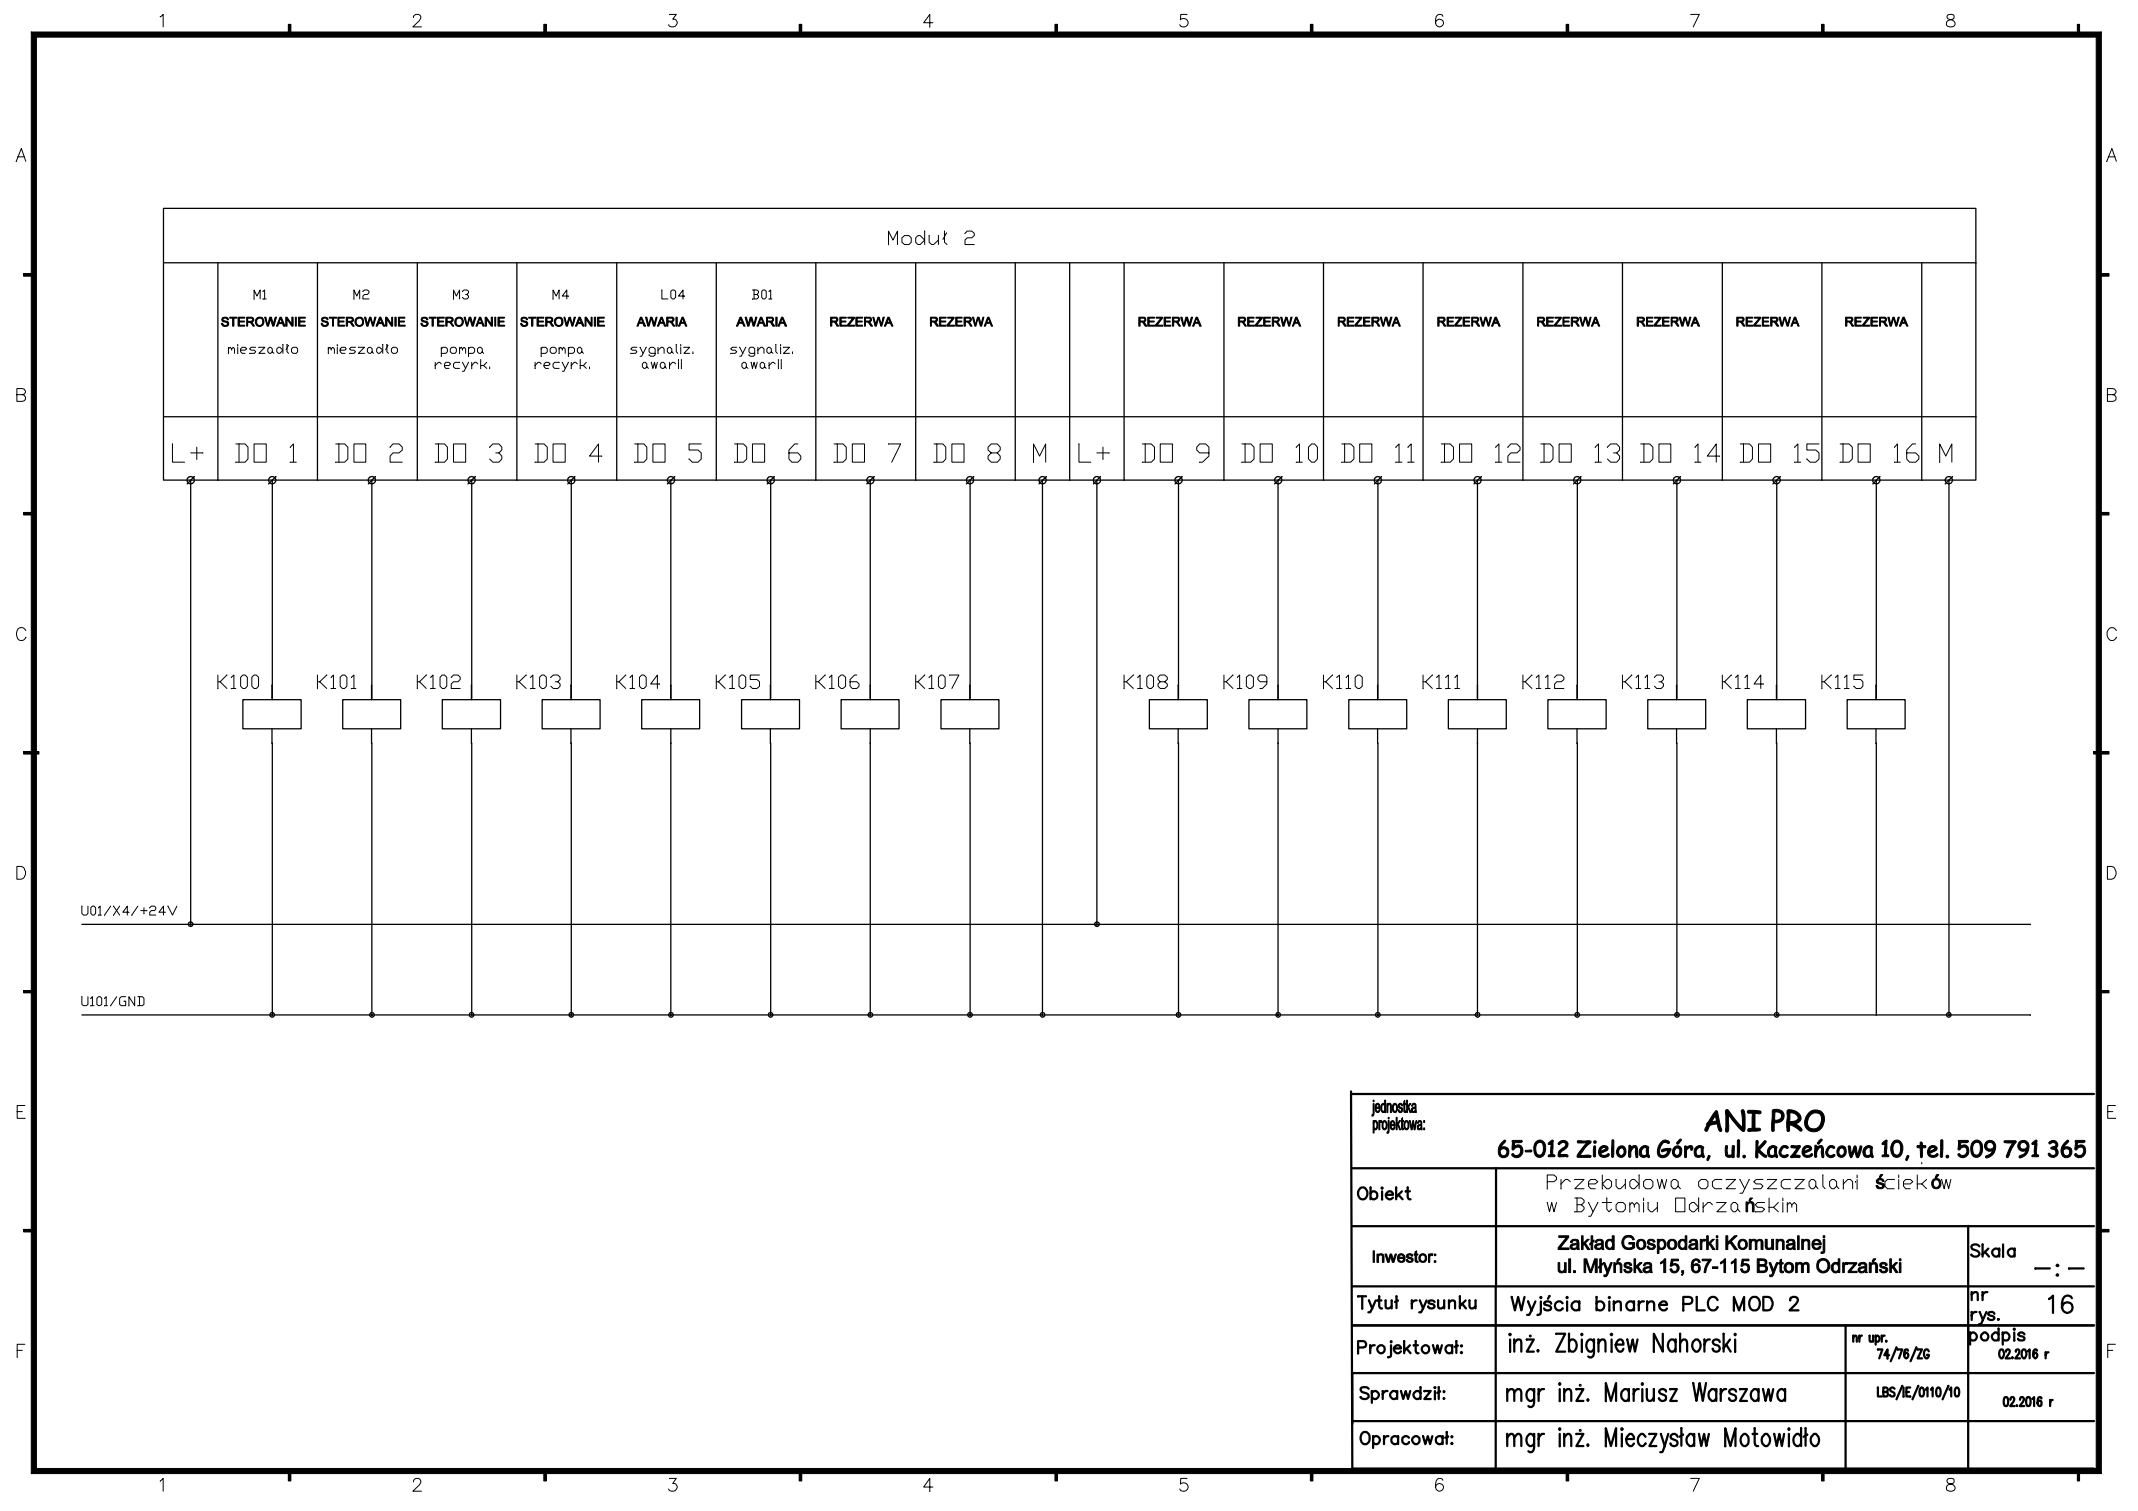 1 2 3 4 5 6 7 8
A A
Moduł 2
M1 M2 M3 M4 L04 B01
STEROWANIE STEROWANIE STEROWANIE STEROWANIE AWARIA AWARIA REZERWA REZERWA REZERWA REZERWA REZERWA REZERWA REZERWA REZERWA REZERWA REZERWA
mieszadło mieszadło pompa pompa sygnaliz. sygnaliz.
recyrk. recyrk. awarii awarii
B B
L+ DO 1 DO 2 DO 3 DO 4 DO 5 DO 6 DO 7 DO 8 M L+ DO 9 DO 10 DO 11 DO 12 DO 13 DO 14 DO 15 DO 16 M
C C
K100 K101 K102 K103 K104 K105 K106 K107 K108 K109 K110 K111 K112 K113 K114 K115
D D
U01/X4/+24V
U101/GND
E E
jednostka
projektowa:
ANI PRO
65-012 Zielona Góra, ul. Kaczeńcowa 10, tel. 509 791 365
Obiekt
Przebudowa oczyszczalani ścieków
w Bytomiu Odrzańskim
Inwestor:
Zakład Gospodarki Komunalnej
ul. Młyńska 15, 67-115 Bytom Odrzański
Skala
-:-
Tytuł rysunku Wyjścia binarne PLC MOD 2
nr
rys. 16
F F
Projektował: inż. Zbigniew Nahorski
nr upr.
74/76/ZG
podpis
02.2016 r
Sprawdził: mgr inż. Mariusz Warszawa LBS/IE/0110/10 02.2016 r
Opracował: mgr inż. Mieczysław Motowidło
1 2 3 4 5 6 7 8